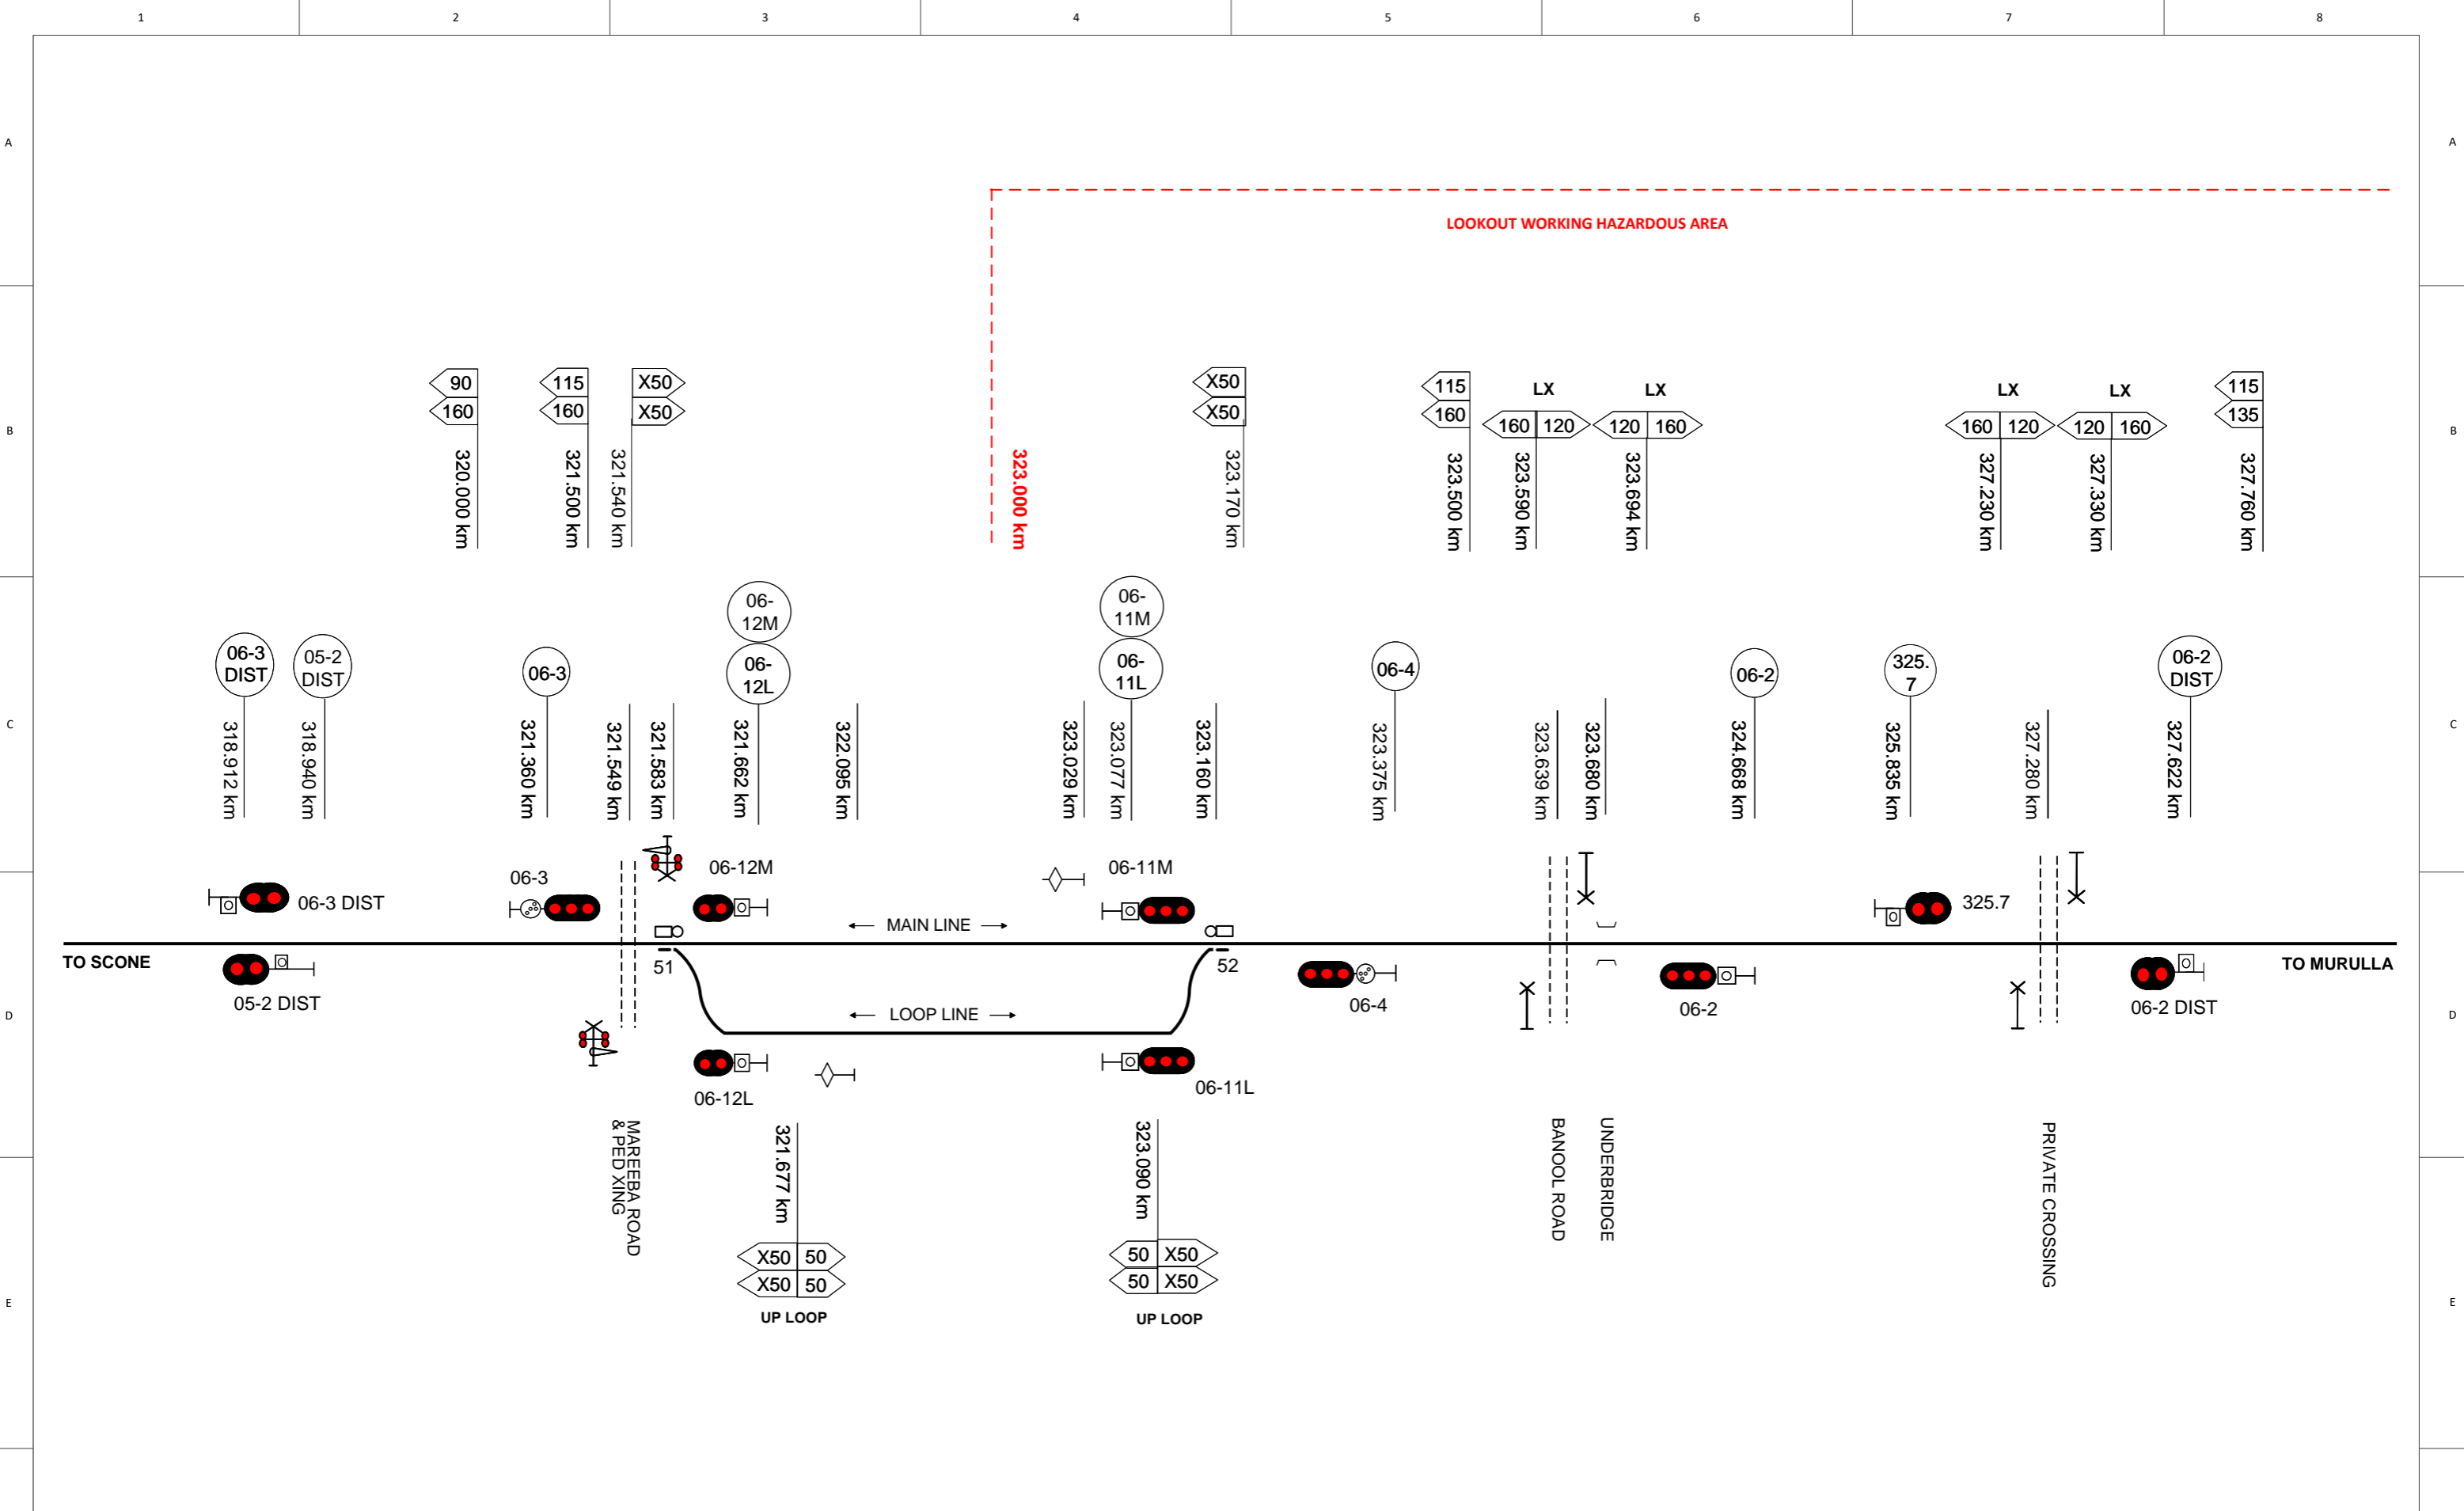 1 2 3 4 5 6 7 8
A A
LOOKOUT WORKING HAZARDOUS AREA
B B
90
160
115
160
X50
X50
X50
X50
115
160
LX
160 120
LX
120 160
LX
160 120
LX
120 160
115
135
320.000 km
321.500 km
321.540 km
323.000 km
323.170 km
323.500 km
323.590 km
323.694 km
327.230 km
327.330 km
327.760 km
C C
06-3
DIST
05-2
DIST
06-3
06-
12M
06-
12L
06-
11M
06-
11L
06-4
06-2
325.
7
06-2
DIST
318.912 km
318.940 km
321.360 km
321.549 km
321.583 km
321.662 km
322.095 km
323.029 km
323.077 km
323.160 km
323.375 km
323.639 km
323.680 km
324.668 km
325.835 km
327.280 km
327.622 km
06-3 DIST
06-3
06-12M
06-11M
325.7
MAIN LINE
TO SCONE
51
52
TO MURULLA
05-2 DIST
LOOP LINE
06-4
06-2
06-2 DIST
D D
06-12L
06-11L
MAREEBA ROAD
& PED XING
321.677 km
323.090 km
BANOOL ROAD
UNDERBRIDGE
PRIVATE CROSSING
X50 50
X50 50
UP LOOP
50 X50
50 X50
UP LOOP
E E